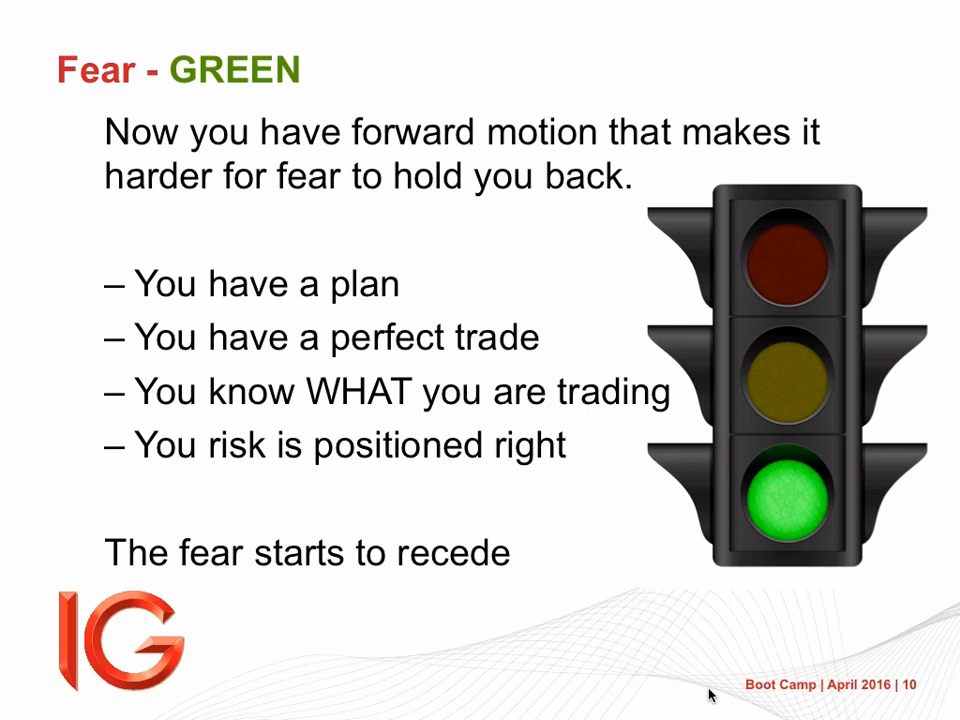 Fear - GREEN
Now you have forward motion that makes it
harder for fear to hold you back.
– You have a plan
– You have a perfect trade
– You know WHAT you are trading
– You risk is positioned right
The fear starts to recede
IG
Boot Camp | April 2016 | 10